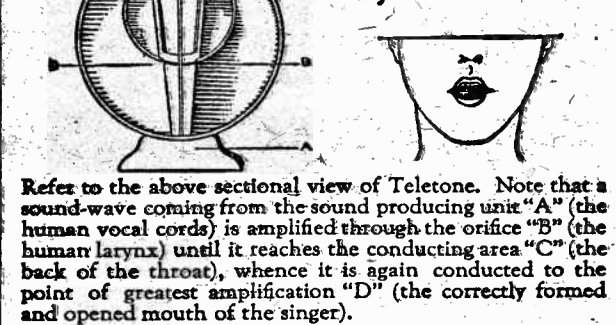 B
B
A
Refer to the above sectional view of Teletone. Note that a
sound-wave coming from the sound producing unit "A" (the
human vocal cords) is amplified through the orifice "B" (the
human larynx) until it reaches the conducting area "C" (the
back of the throat), whence it is again conducted to the
point of greatest amplification "D" (the correctly formed
and opened mouth of the singer).